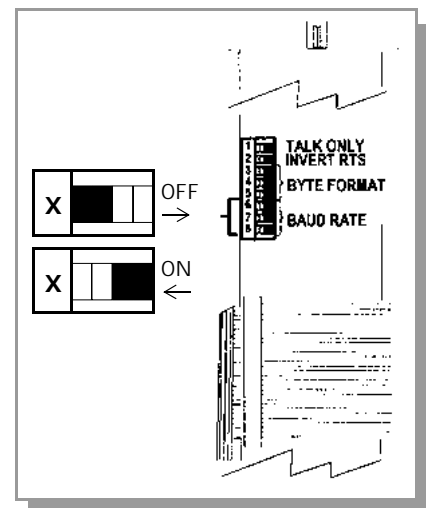 1 TALK ONLY
2 INVERT RTS
3
4 BYTE FORMAT
5
6
7 BAUD RATE
8
X OFF
X ON